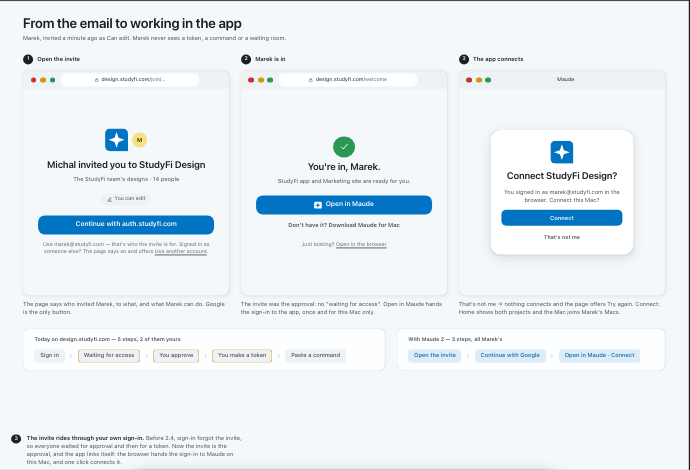 From the email to working in the app
Marek, invited a minute ago as Can edit. Marek never sees a token, a command or a waiting room.
1 Open the invite
design.studyfi.com/join/...
M
Michal invited you to StudyFi Design
The StudyFi team's designs · 14 people
You can edit
Continue with auth.studyfi.com
Use marek@studyfi.com — that's who the invite is for. Signed in as
someone else? The page says so and offers Use another account.
The page says who invited Marek, to what, and what Marek can do. Google
is the only button.
2 Marek is in
design.studyfi.com/welcome
You're in, Marek.
StudyFi app and Marketing site are ready for you.
Open in Maude
Don't have it? Download Maude for Mac
Just looking? Open in the browser
The invite was the approval: no "waiting for access". Open in Maude hands
the sign-in to the app, once and for this Mac only.
3 The app connects
Maude
Connect StudyFi Design?
You signed in as marek@studyfi.com in the
browser. Connect this Mac?
Connect
That's not me
That's not me → nothing connects and the page offers Try again. Connect:
Home shows both projects and the Mac joins Marek's Macs.
Today on design.studyfi.com — 5 steps, 2 of them yours
Sign in › Waiting for access › You approve › You make a token › Paste a command
With Maude 2 — 3 steps, all Marek's
Open the invite › Continue with Google › Open in Maude · Connect
3 The invite rides through your own sign-in. Before 2.4, sign-in forgot the invite,
so everyone waited for approval and then for a token. Now the invite is the
approval, and the app links itself: the browser hands the sign-in to Maude on
this Mac, and one click connects it.